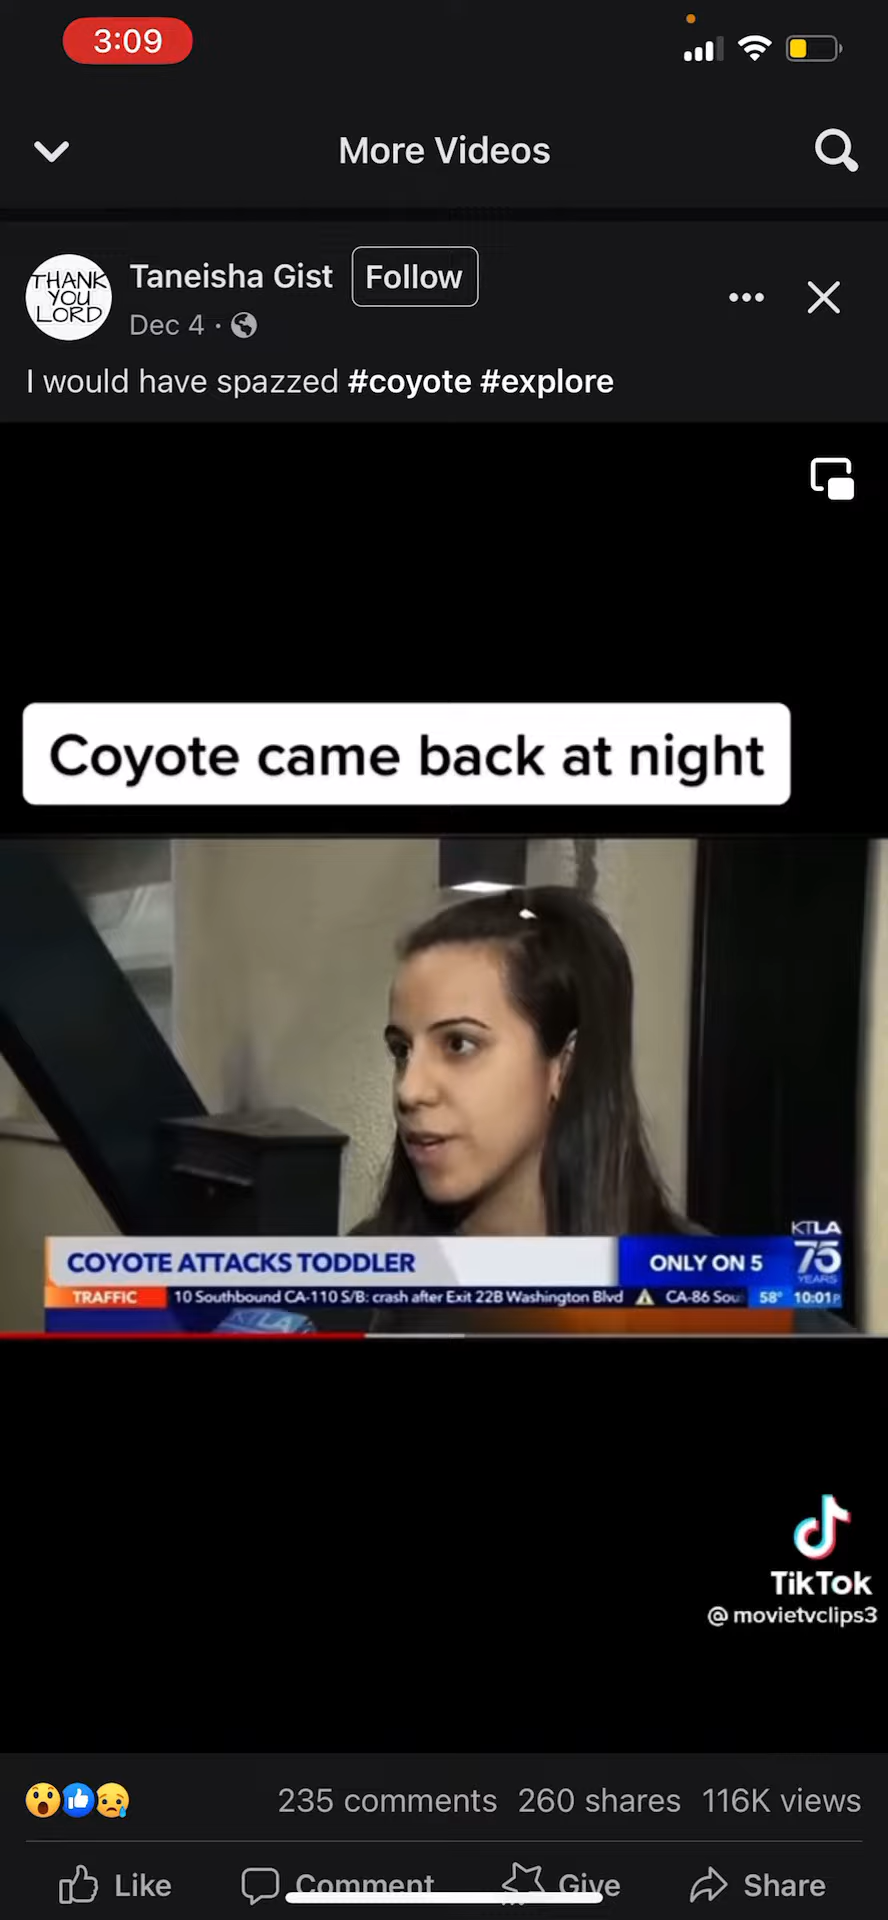 3:09
More Videos
THANK
YOU
LORD
Taneisha Gist Follow
Dec 4 ·
I would have spazzed #coyote #explore
Coyote came back at night
KTLA
75
YEARS
COYOTE ATTACKS TODDLER ONLY ON 5
TRAFFIC 10 Southbound CA-110 S/B: crash after Exit 22B Washington Blvd CA-86 Sou 58° 10:01P
KTLA
TikTok
@movietvclips3
235 comments 260 shares 116K views
Like Comment Give Share